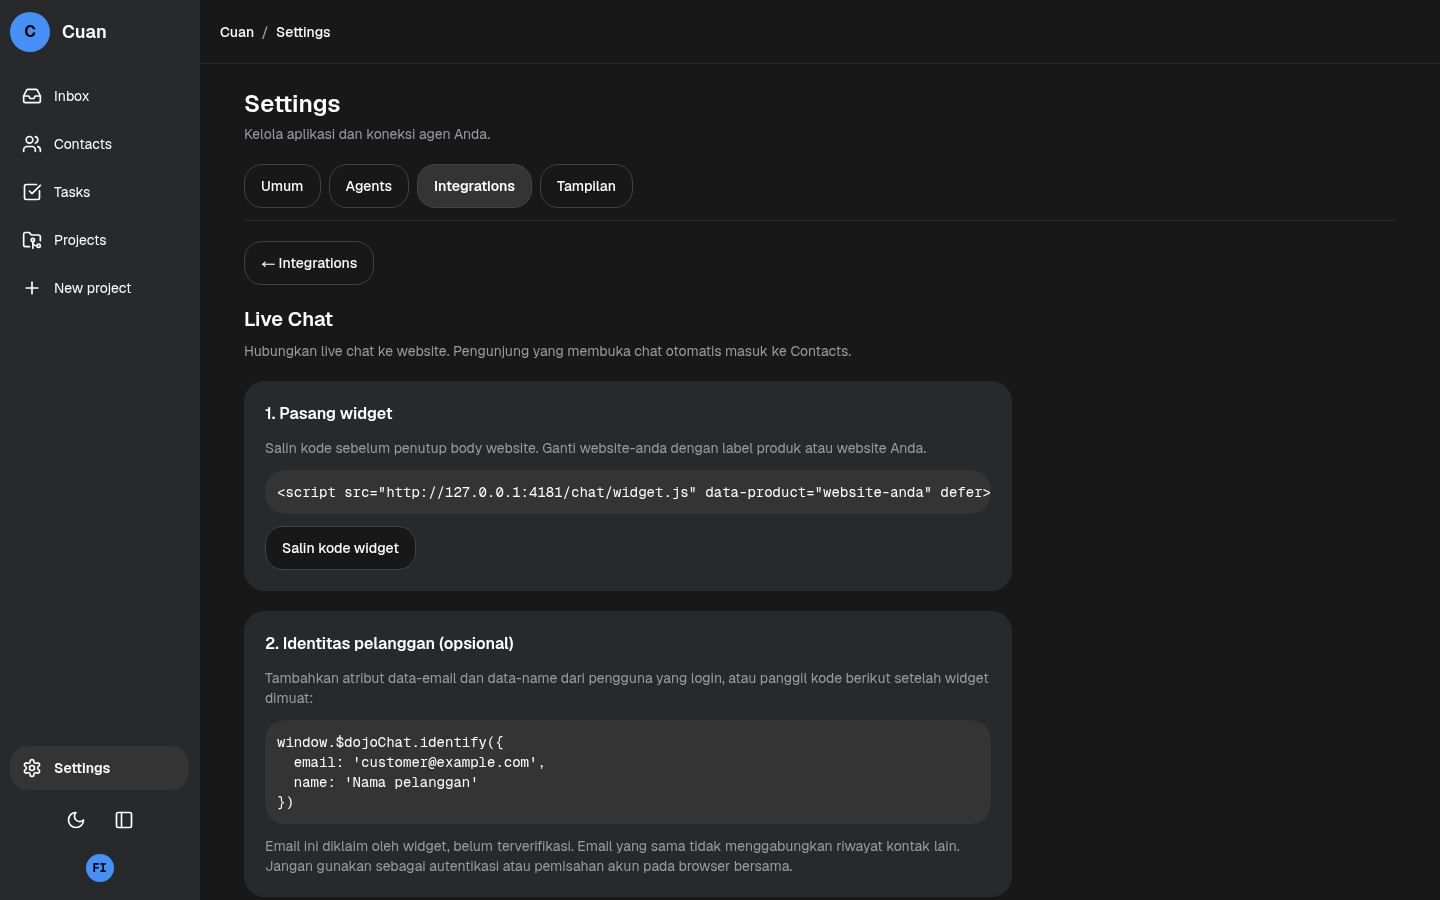 C
Cuan
Inbox
Contacts
Tasks
Projects
New project
Settings
FI
Cuan / Settings
Settings
Kelola aplikasi dan koneksi agen Anda.
Umum
Agents
Integrations
Tampilan
← Integrations
Live Chat
Hubungkan live chat ke website. Pengunjung yang membuka chat otomatis masuk ke Contacts.
1. Pasang widget
Salin kode sebelum penutup body website. Ganti website-anda dengan label produk atau website Anda.
<script src="http://127.0.0.1:4181/chat/widget.js" data-product="website-anda" defer>
Salin kode widget
2. Identitas pelanggan (opsional)
Tambahkan atribut data-email dan data-name dari pengguna yang login, atau panggil kode berikut setelah widget
dimuat:
window.$dojoChat.identify({
  email: 'customer@example.com',
  name: 'Nama pelanggan'
})
Email ini diklaim oleh widget, belum terverifikasi. Email yang sama tidak menggabungkan riwayat kontak lain.
Jangan gunakan sebagai autentikasi atau pemisahan akun pada browser bersama.